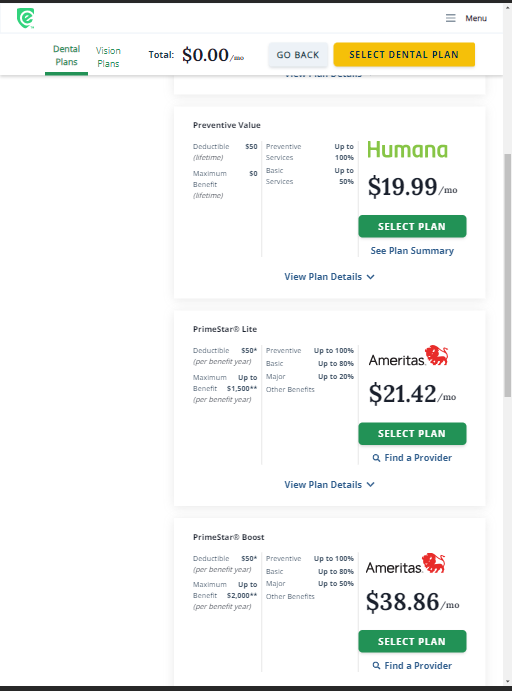 Menu
Dental Plans
Vision Plans
Total: $0.00/mo
GO BACK
SELECT DENTAL PLAN
View Plan Details
Preventive Value
Deductible $50
(lifetime)
Maximum $0
Benefit
(lifetime)
Preventive Up to
Services 100%
Basic Up to
Services 50%
Humana
$19.99/mo
SELECT PLAN
See Plan Summary
View Plan Details
PrimeStar® Lite
Deductible $50*
(per benefit year)
Maximum Up to
Benefit $1,500**
(per benefit year)
Preventive Up to 100%
Basic Up to 80%
Major Up to 20%
Other Benefits
Ameritas
$21.42/mo
SELECT PLAN
Find a Provider
View Plan Details
PrimeStar® Boost
Deductible $50*
(per benefit year)
Maximum Up to
Benefit $2,000**
(per benefit year)
Preventive Up to 100%
Basic Up to 80%
Major Up to 50%
Other Benefits
Ameritas
$38.86/mo
SELECT PLAN
Find a Provider